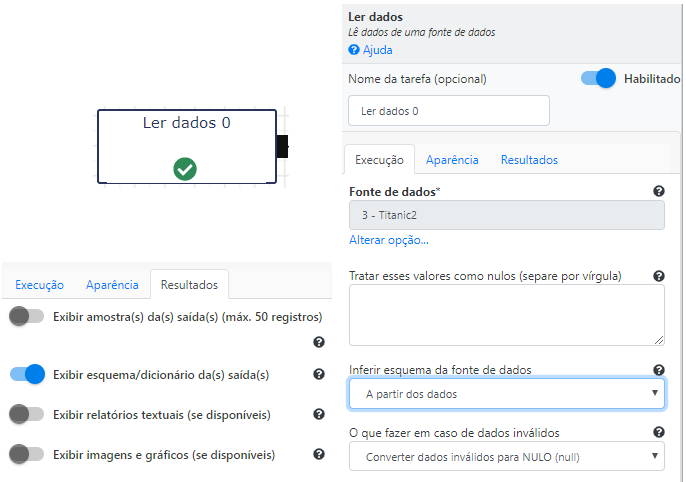 Ler dados 0
Execução Aparência Resultados
Exibir amostra(s) da(s) saída(s) (máx. 50 registros)
Exibir esquema/dicionário da(s) saída(s)
Exibir relatórios textuais (se disponíveis)
Exibir imagens e gráficos (se disponíveis)
Ler dados
Lê dados de uma fonte de dados
Ajuda
Nome da tarefa (opcional) Habilitado
Ler dados 0
Execução Aparência Resultados
Fonte de dados*
3 - Titanic2
Alterar opção...
Tratar esses valores como nulos (separe por vírgula)
Inferir esquema da fonte de dados
A partir dos dados
O que fazer em caso de dados inválidos
Converter dados inválidos para NULO (null)